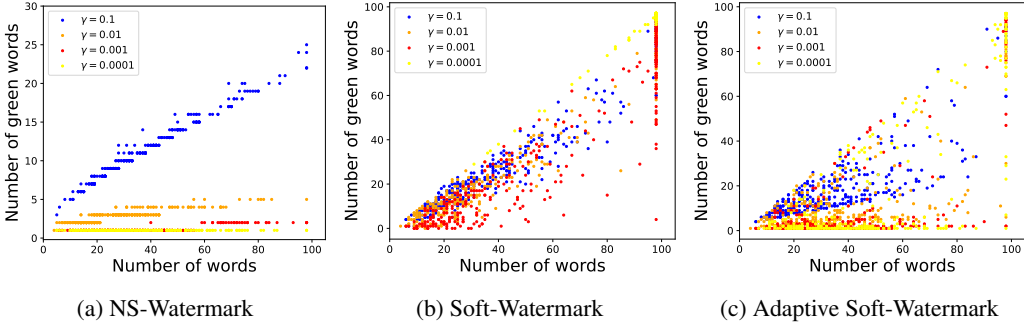 Number of green words
30
25
20
15
10
5
0
γ = 0.1
γ = 0.01
γ = 0.001
γ = 0.0001
0 20 40 60 80 100
Number of words
(a) NS-Watermark
Number of green words
100
80
60
40
20
0
γ = 0.1
γ = 0.01
γ = 0.001
γ = 0.0001
0 20 40 60 80 100
Number of words
(b) Soft-Watermark
Number of green words
100
80
60
40
20
0
γ = 0.1
γ = 0.01
γ = 0.001
γ = 0.0001
0 20 40 60 80 100
Number of words
(c) Adaptive Soft-Watermark